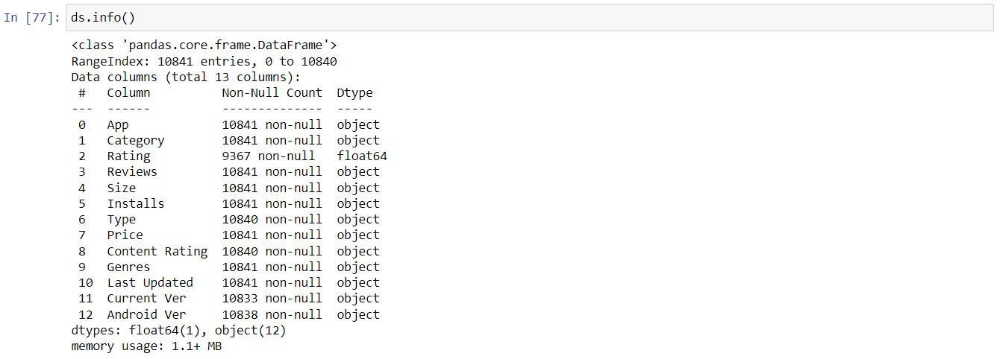 In [77]: ds.info()
<class 'pandas.core.frame.DataFrame'>
RangeIndex: 10841 entries, 0 to 10840
Data columns (total 13 columns):
 #   Column          Non-Null Count  Dtype
---  ------          --------------  -----
 0   App             10841 non-null  object
 1   Category        10841 non-null  object
 2   Rating          9367 non-null   float64
 3   Reviews         10841 non-null  object
 4   Size            10841 non-null  object
 5   Installs        10841 non-null  object
 6   Type            10840 non-null  object
 7   Price           10841 non-null  object
 8   Content Rating  10840 non-null  object
 9   Genres          10841 non-null  object
 10  Last Updated    10841 non-null  object
 11  Current Ver     10833 non-null  object
 12  Android Ver     10838 non-null  object
dtypes: float64(1), object(12)
memory usage: 1.1+ MB